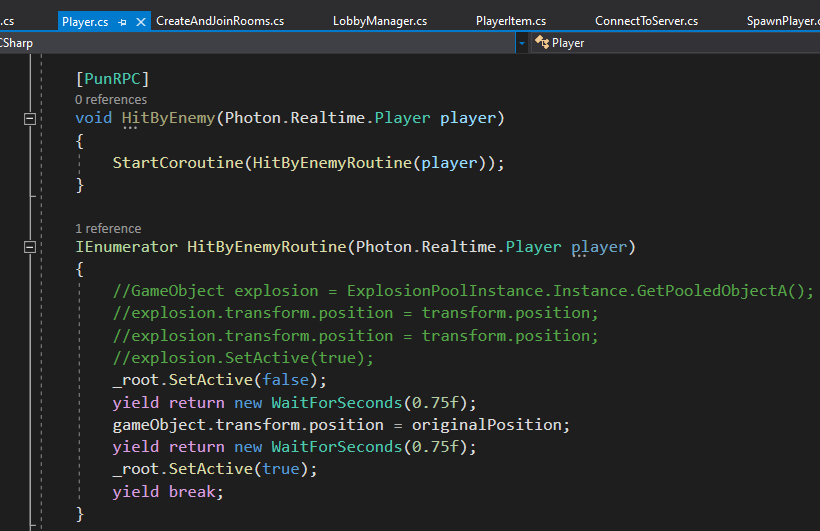 .cs Player.cs CreateAndJoinRooms.cs LobbyManager.cs PlayerItem.cs ConnectToServer.cs SpawnPlayer.c
CSharp Player
[PunRPC]
0 references
void HitByEnemy(Photon.Realtime.Player player)
{
StartCoroutine(HitByEnemyRoutine(player));
}
1 reference
IEnumerator HitByEnemyRoutine(Photon.Realtime.Player player)
{
//GameObject explosion = ExplosionPoolInstance.Instance.GetPooledObjectA();
//explosion.transform.position = transform.position;
//explosion.transform.position = transform.position;
//explosion.SetActive(true);
_root.SetActive(false);
yield return new WaitForSeconds(0.75f);
gameObject.transform.position = originalPosition;
yield return new WaitForSeconds(0.75f);
_root.SetActive(true);
yield break;
}